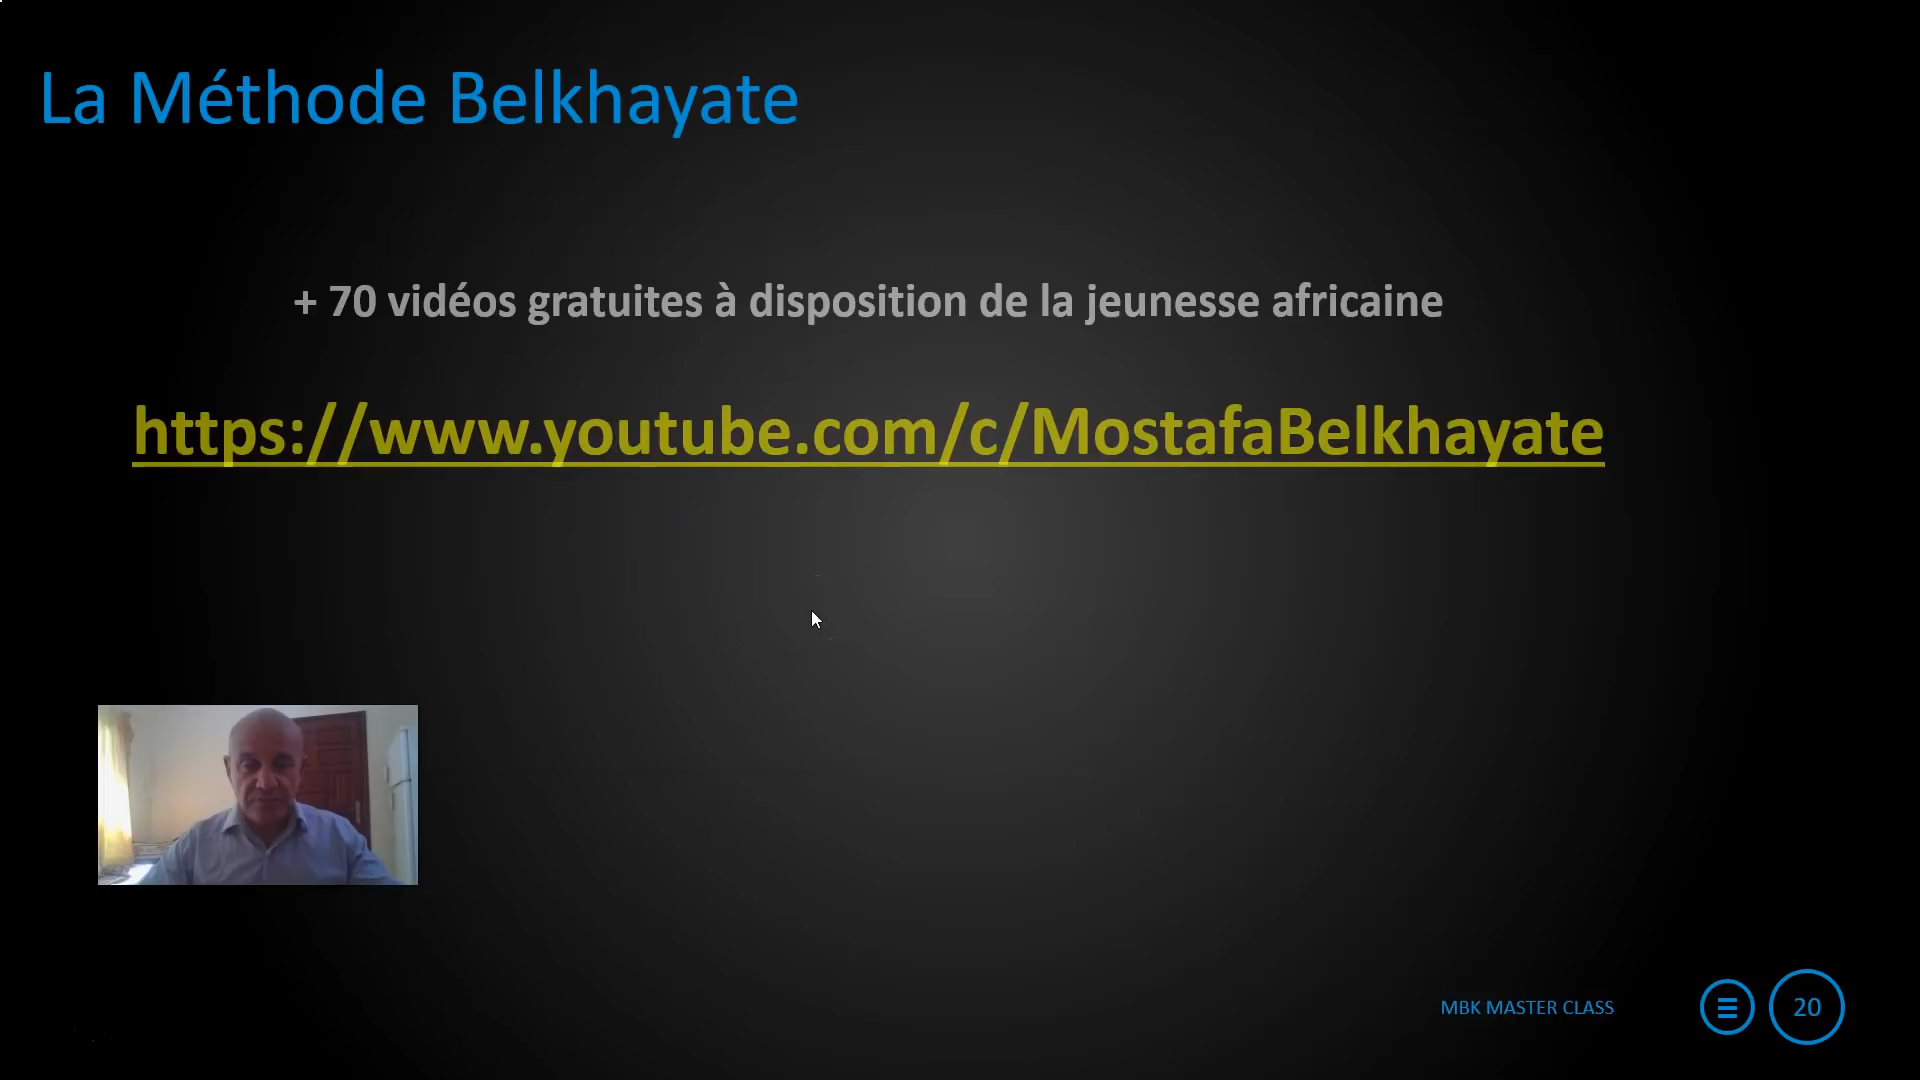 La Méthode Belkhayate
+ 70 vidéos gratuites à disposition de la jeunesse africaine
https://www.youtube.com/c/MostafaBelkhayate
MBK MASTER CLASS
20